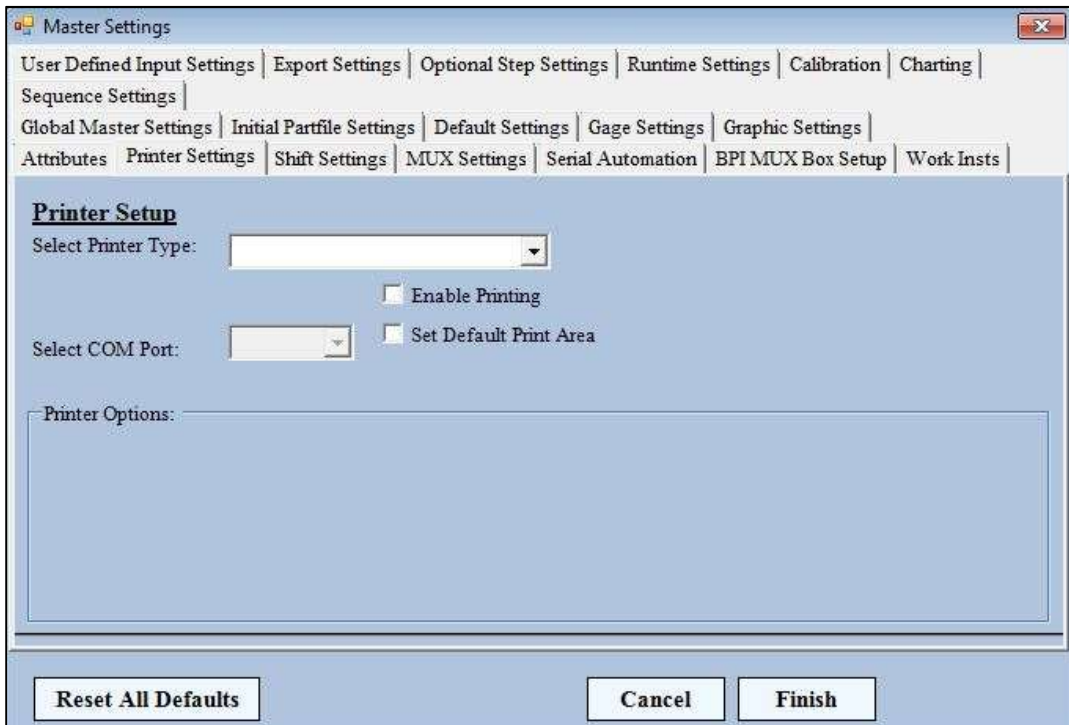 Master Settings
User Defined Input Settings Export Settings Optional Step Settings Runtime Settings Calibration Charting
Sequence Settings
Global Master Settings Initial Partfile Settings Default Settings Gage Settings Graphic Settings
Attributes Printer Settings Shift Settings MUX Settings Serial Automation BPI MUX Box Setup Work Insts
Printer Setup
Select Printer Type:
Enable Printing
Set Default Print Area
Select COM Port:
Printer Options:
Reset All Defaults Cancel Finish